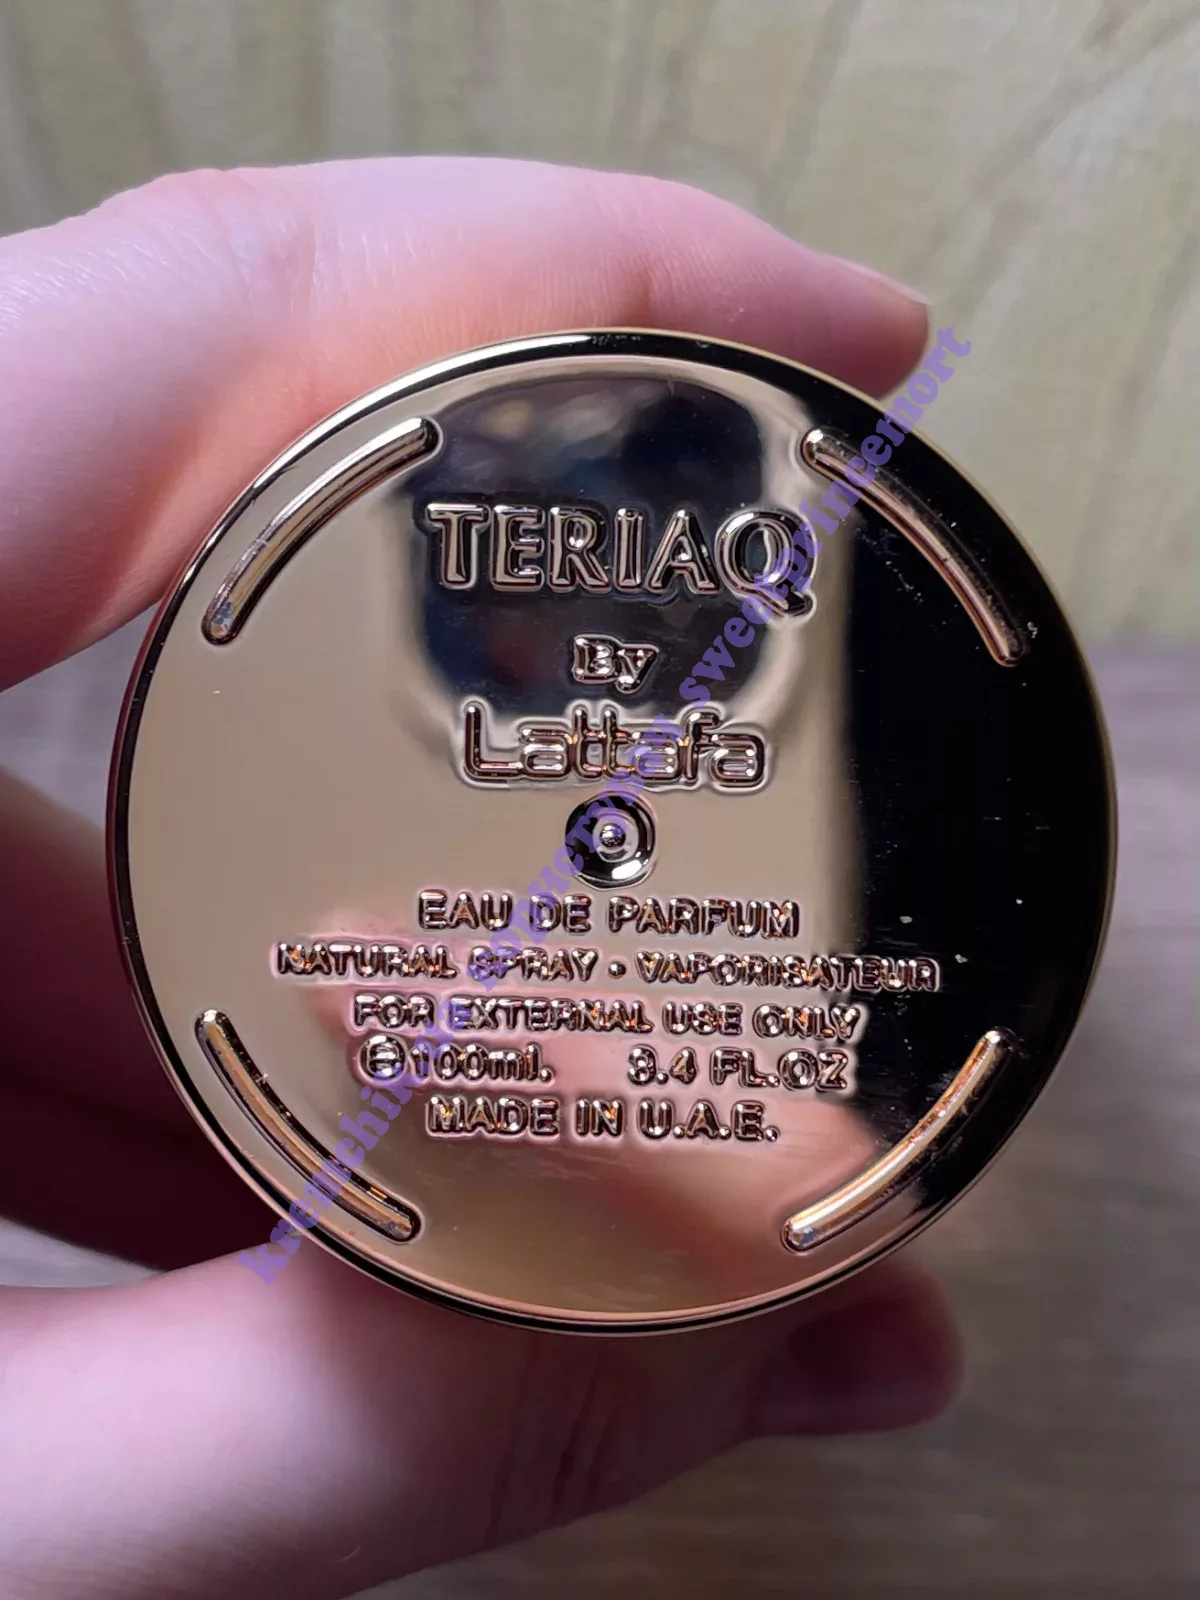 TERIAQ
By
Lattafa
EAU DE PARFUM
NATURAL SPRAY • VAPORISATEUR
FOR EXTERNAL USE ONLY
℮100ml. 3.4 FL.OZ
MADE IN U.A.E.
sweetprincemort